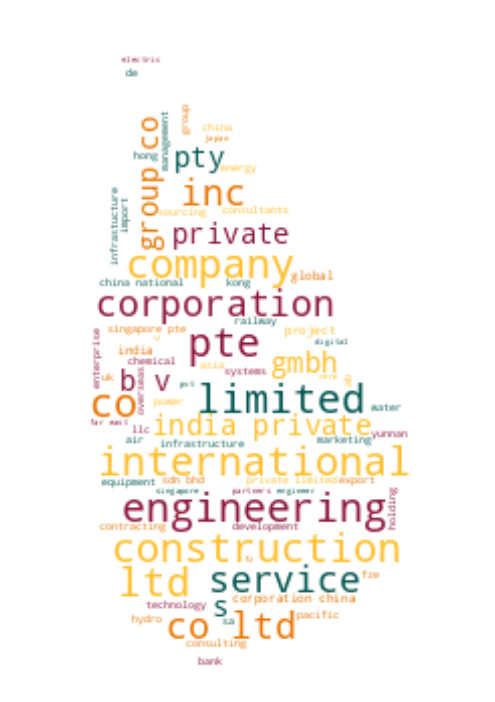 electric
de
group co
management
group
china
japan
hong
pty
energy
inc
infrastucture
import
sourcing
consultants
private
company
global
china national
kong
corporation
railway
singapore pte
project
enterprise
pte
digital
india
chemical
gmbh
asia
systems
uk
b v
overseas
pvt
limited
co
power
water
far east
llc
india private
yunnan
air
infrastructure
marketing
international
equipment
sdn bhd
private limited
export
singapore
partners
engineer
engineering
holding
contracting
development
construction
ltd
service
fze
corporation china
technology
s
hydro
sa
co ltd
pacific
consulting
bank